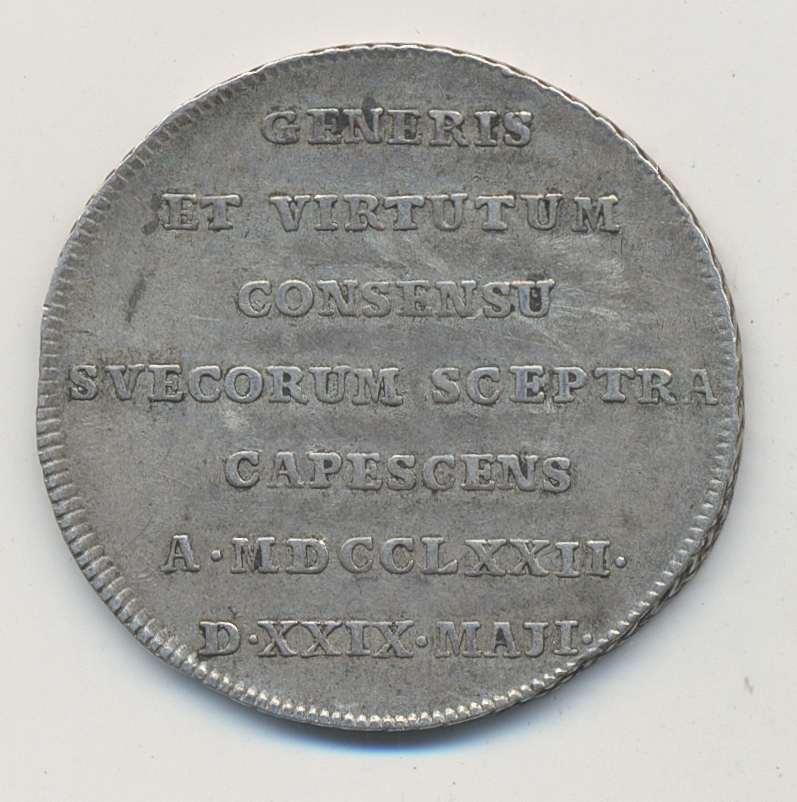 GENERIS
ET VIRTUTUM
CONSENSU
SVECORUM SCEPTRA
CAPESCENS
A·MDCCLXXII·
D·XXIX·MAJI·